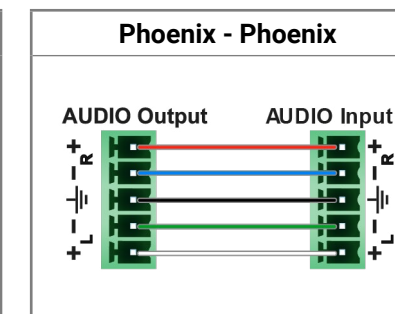 Phoenix - Phoenix
AUDIO Output AUDIO Input
+ +
R R
- -
- -
L L
+ +